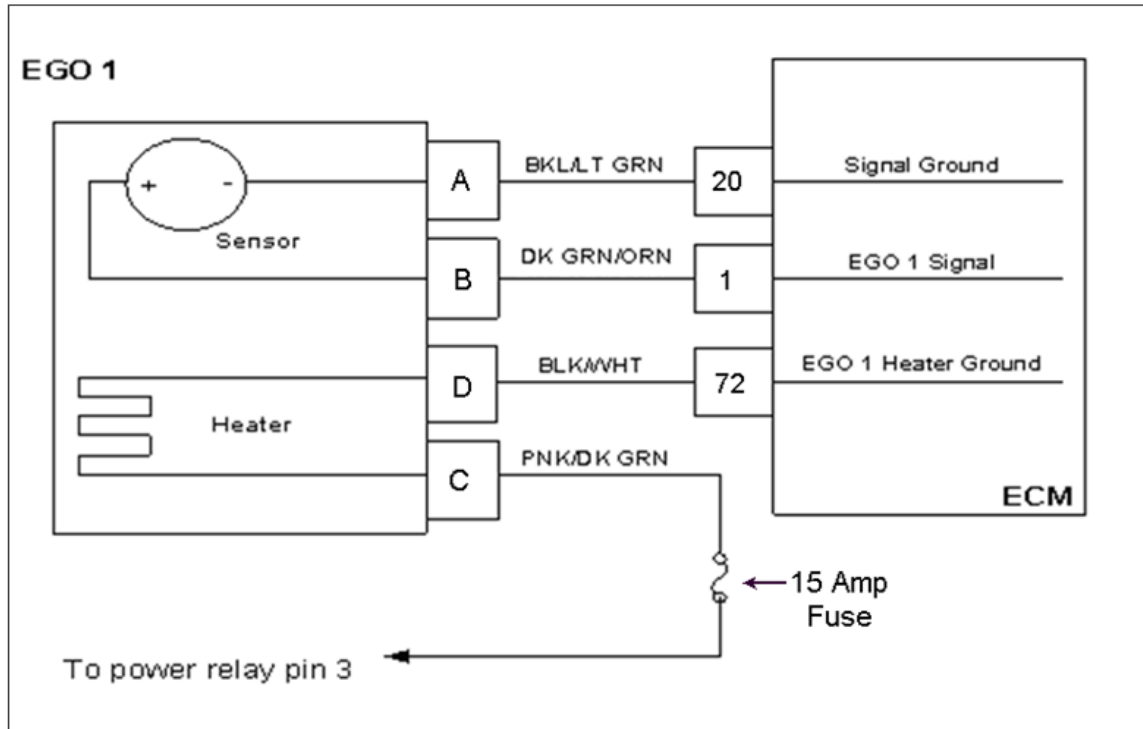 EGO 1
A
BKL/LT GRN
20
Signal Ground
+ -
Sensor
B
DK GRN/ORN
1
EGO 1 Signal
D
BLK/WHT
72
EGO 1 Heater Ground
Heater
C
PNK/DK GRN
ECM
15 Amp
Fuse
To power relay pin 3